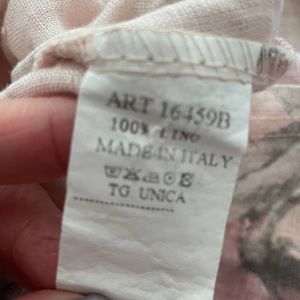 ART 16459B
100% LINO
MADE IN ITALY
TG. UNICA